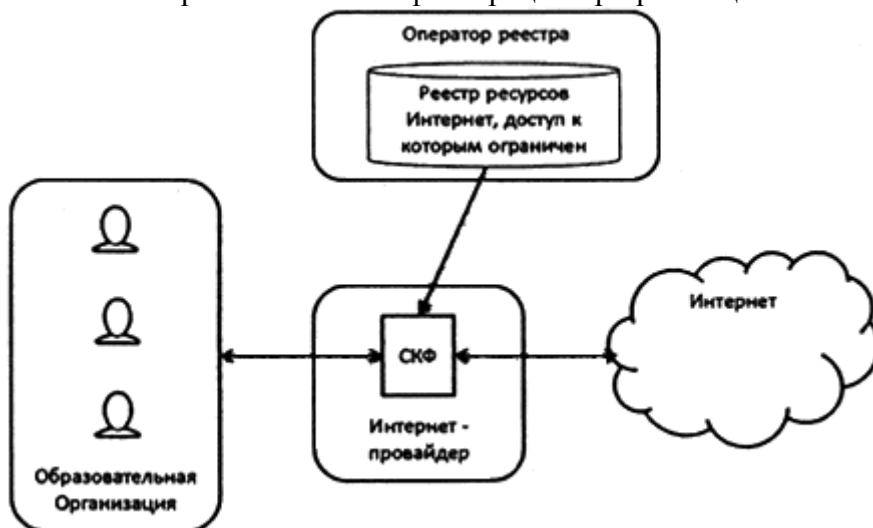 Оператор реестра
Реестр ресурсов
Интернет, доступ к
которым ограничен
Интернет
СКФ
Интернет -
провайдер
Образовательная
Организация